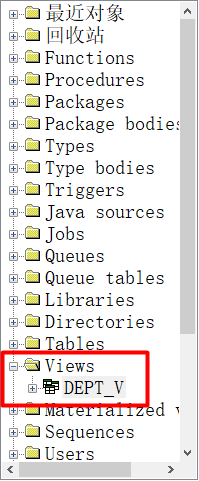 最近对象
回收站
Functions
Procedures
Packages
Package bodies
Types
Type bodies
Triggers
Java sources
Jobs
Queues
Queue tables
Libraries
Directories
Tables
Views
DEPT_V
Materialized v
Sequences
Users